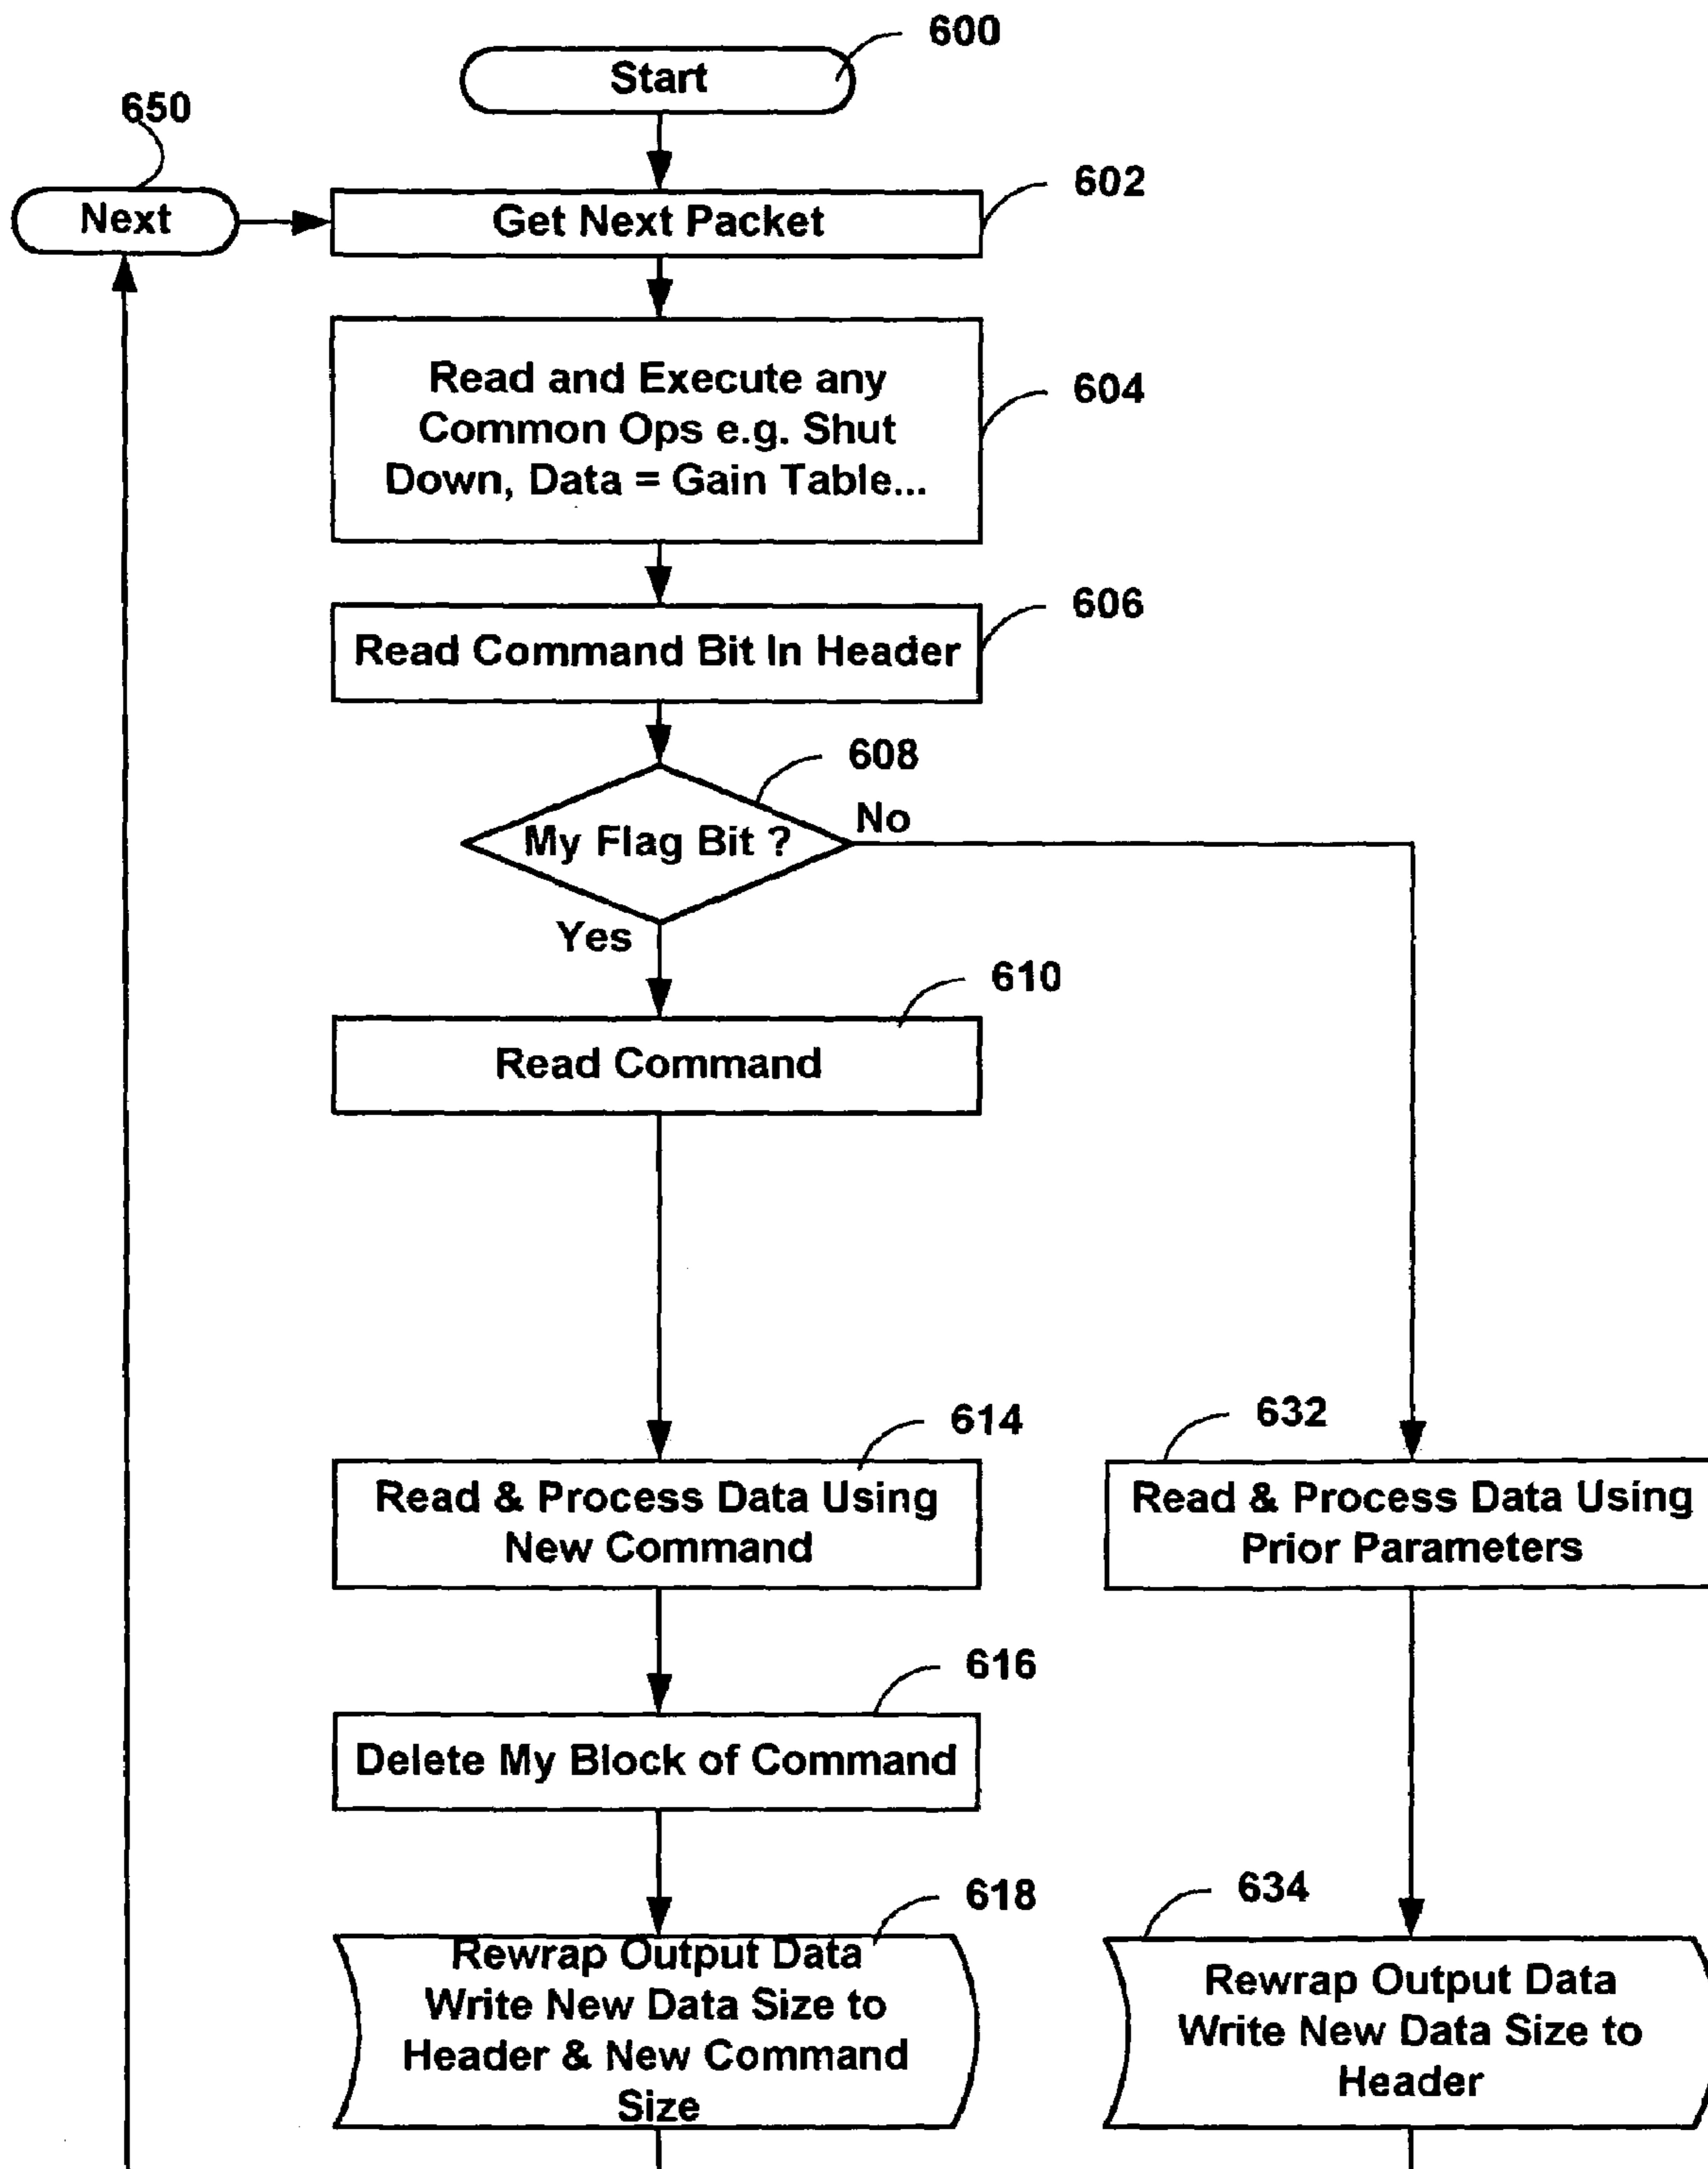 600
Start
650
Next
602
Get Next Packet
604
Read and Execute any
Common Ops e.g. Shut
Down, Data = Gain Table...
606
Read Command Bit In Header
608
My Flag Bit ?
No
Yes
610
Read Command
614
Read & Process Data Using
New Command
632
Read & Process Data Using
Prior Parameters
616
Delete My Block of Command
618
Rewrap Output Data
Write New Data Size to
Header & New Command
Size
634
Rewrap Output Data
Write New Data Size to
Header